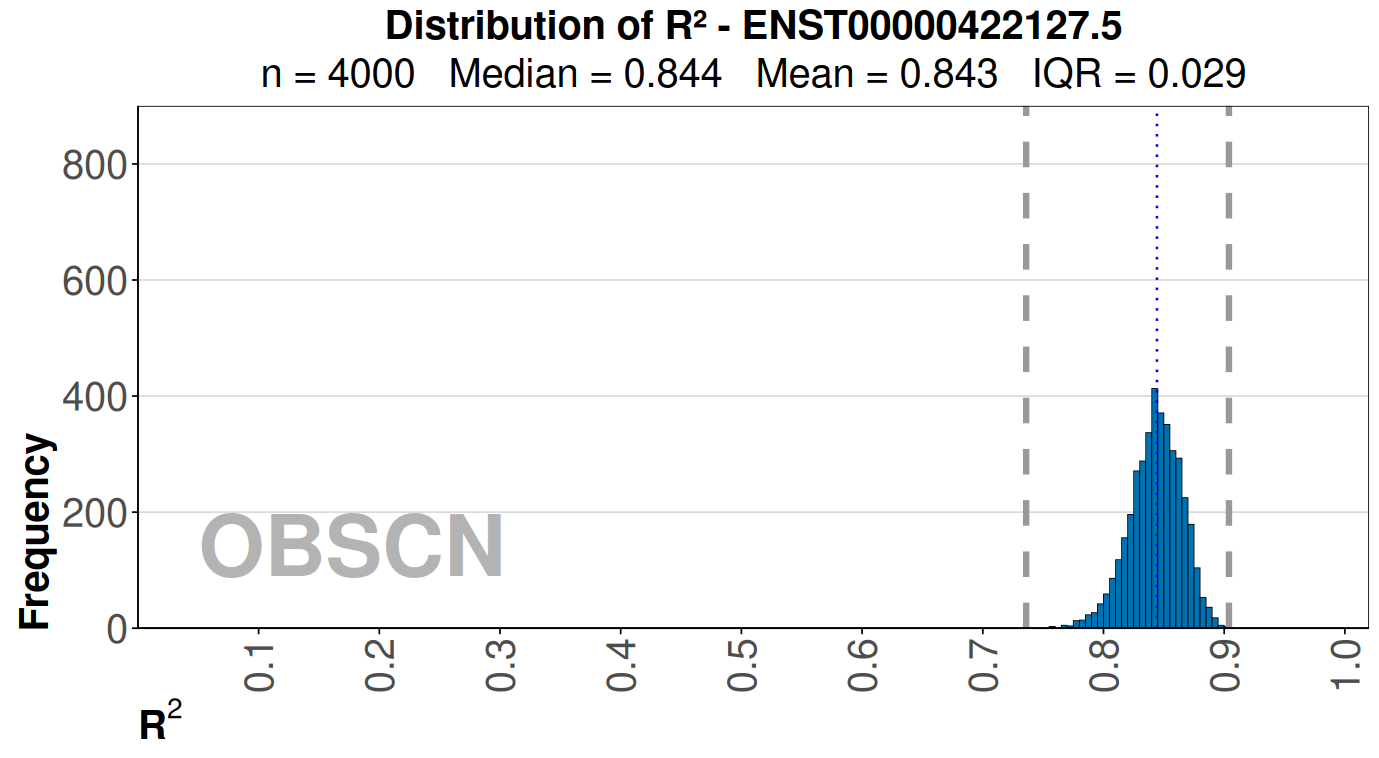 Distribution of R² - ENST00000422127.5
n = 4000   Median = 0.844   Mean = 0.843   IQR = 0.029
Frequency
800
600
400
200
0
OBSCN
0.1 0.2 0.3 0.4 0.5 0.6 0.7 0.8 0.9 1.0
R²